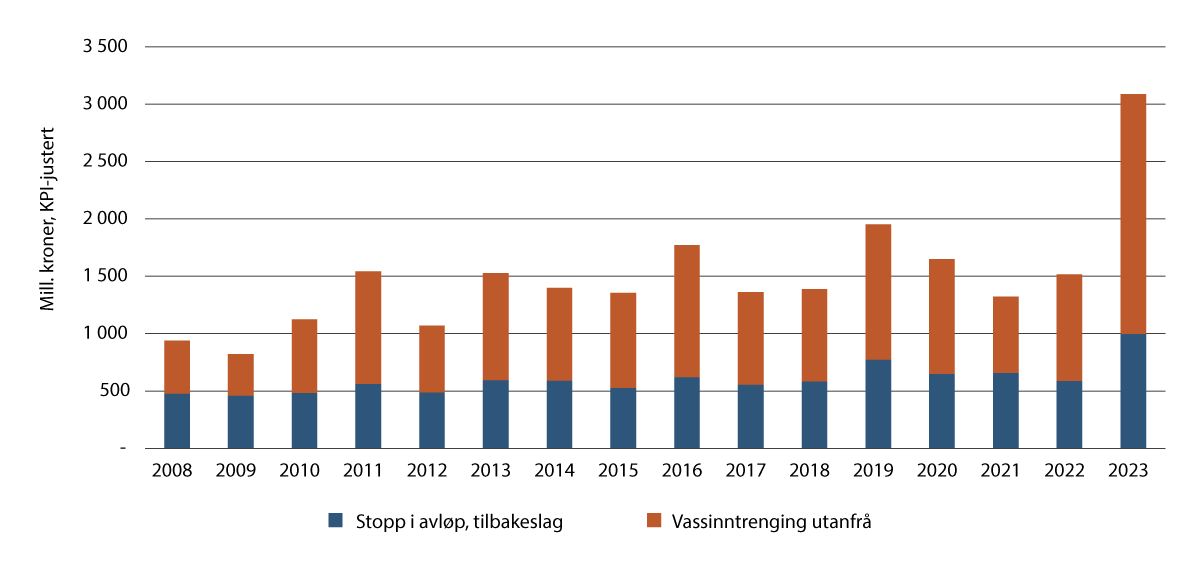 Mill. kroner, KPI-justert
3 500
3 000
2 500
2 000
1 500
1 000
500
-
2008 2009 2010 2011 2012 2013 2014 2015 2016 2017 2018 2019 2020 2021 2022 2023
Stopp i avløp, tilbakeslag Vassinntrenging utanfrå